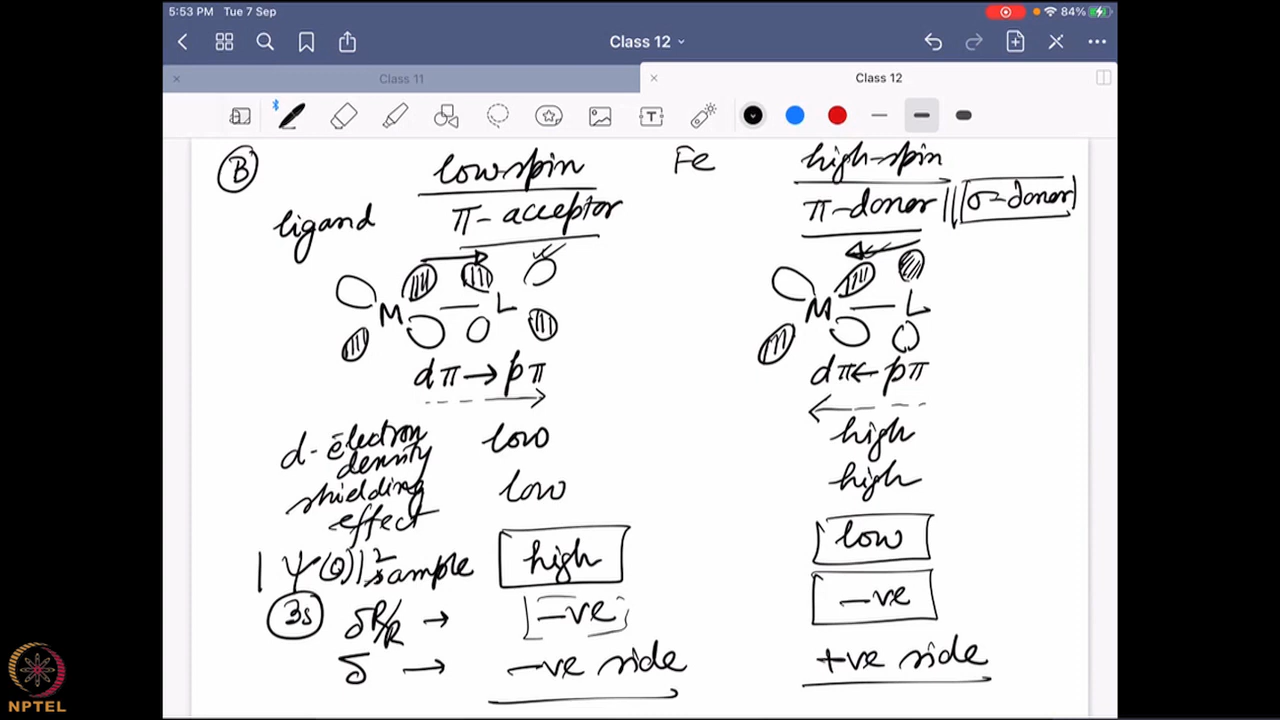 5:53 PM Tue 7 Sep 84%
Class 12
Class 11 Class 12
T
B low spin Fe high-spin
ligand π-acceptor π-donor || σ-donor
M — L M — L
dπ → pπ dπ ← pπ
d-electron density low high
shielding effect low high
|ψ(0)|² sample high low
3s δR/R → -ve -ve
δ → -ve side +ve side
NPTEL